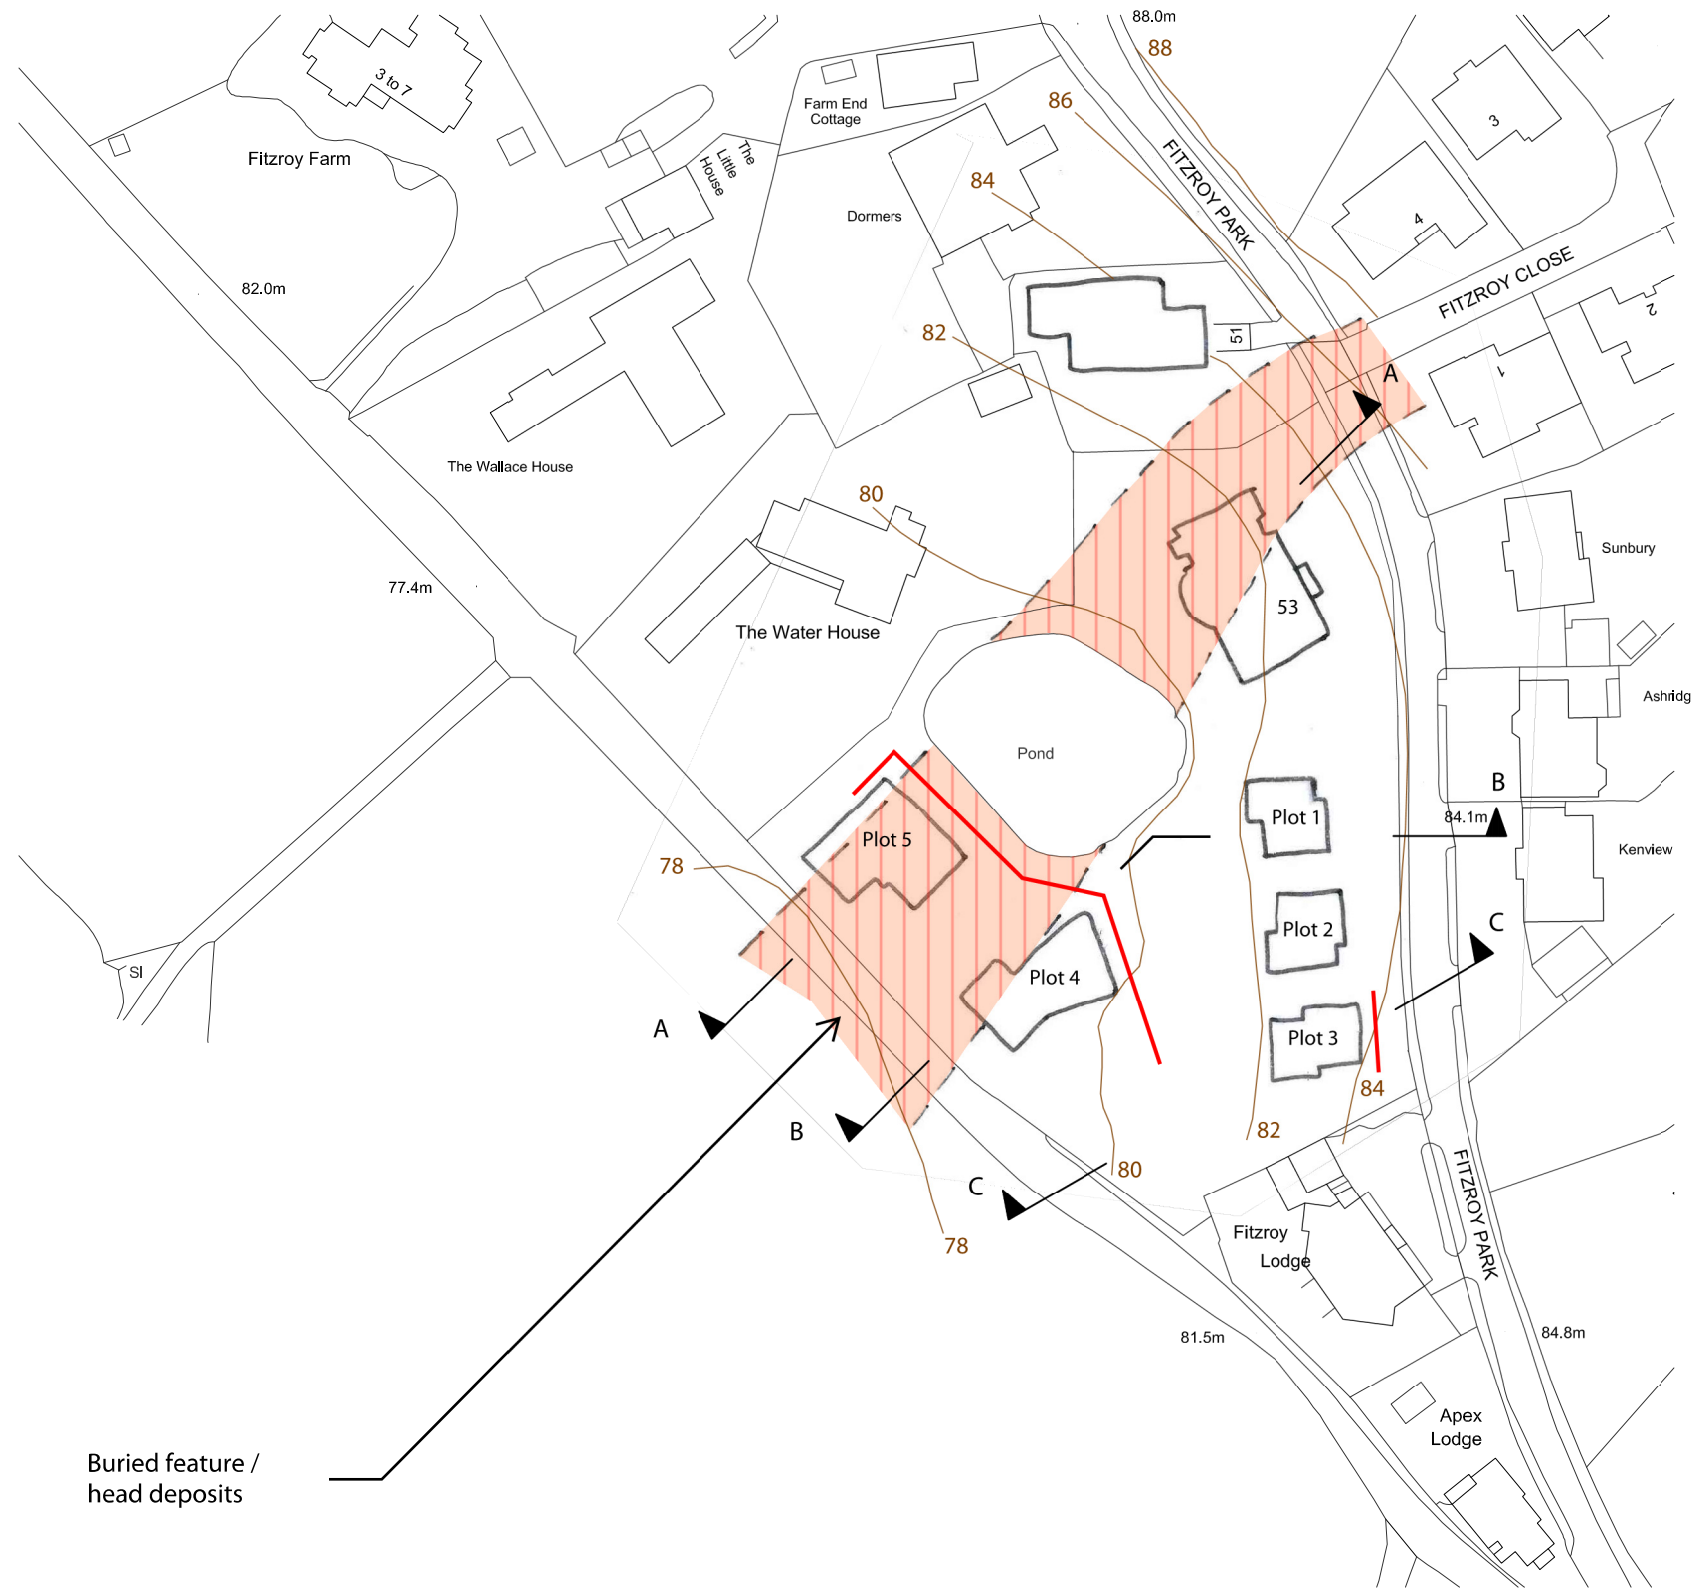 88.0m
88
3 to 7
86
Farm End
Cottage
3
Fitzroy Farm
The
Little
House
FITZROY PARK
84
Dormers
4
FITZROY CLOSE
82.0m
2
82
51
1
A
The Wallace House
80
Sunbury
77.4m
53
The Water House
Ashridg
Pond
B
Plot 1
84.1m
Plot 5
Kenview
78
C
Plot 2
SI
Plot 4
A
Plot 3
84
B
82
80
C
FITZROY PARK
Fitzroy
Lodge
78
81.5m
84.8m
Apex
Lodge
Buried feature /
head deposits